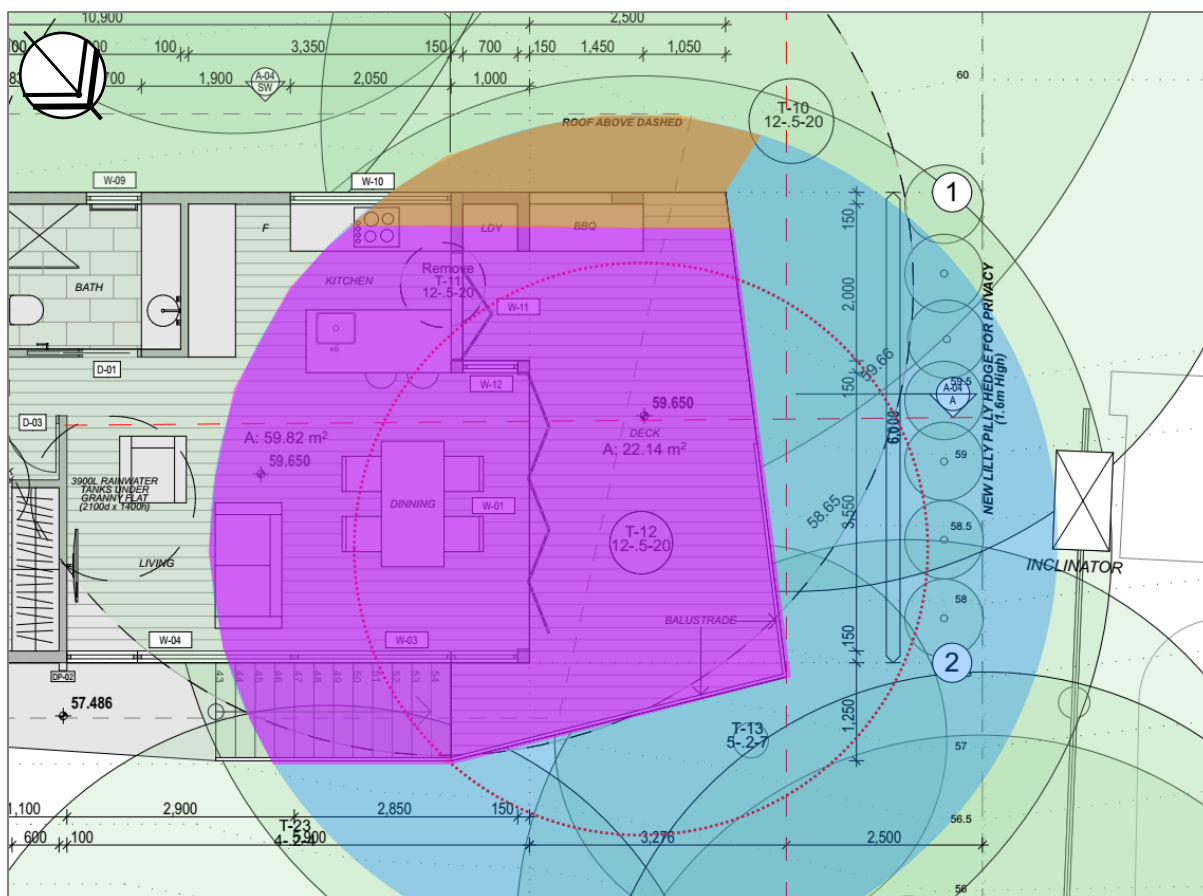 10,900
2,500
100
3,350
150
700
150
1,450
1,050
700
1,900
A-04
SW
2,050
1,000
60
T-10
12-.5-20
ROOF ABOVE DASHED
W-09
W-10
1
F
LDY
BBQ
150
KITCHEN
Remove
T-11
12-.5-20
BATH
2,000
W-11
NEW LILLY PILLY HEDGE FOR PRIVACY
(1.6m High)
D-01
W-12
59.66
150
59.5
A-04
A
59.650
D-03
DECK
A: 59.82 m²
A: 22.14 m²
6,000
59.650
59
3900L RAINWATER
TANKS UNDER
GRANNY FLAT
(2100d x 1400h)
DINNING
W-01
58.65
3,550
58.5
T-12
12-.5-20
LIVING
INCLINATOR
58
BALUSTRADE
W-04
W-03
150
2
DP-02
43
44
45
46
47
48
49
50
51
52
53
54
57.486
1,250
T-13
5-.2-7
57
1,100
2,900
2,850
150
56.5
T-23
4-.2-4
600
100
5,900
3,276
2,500
56